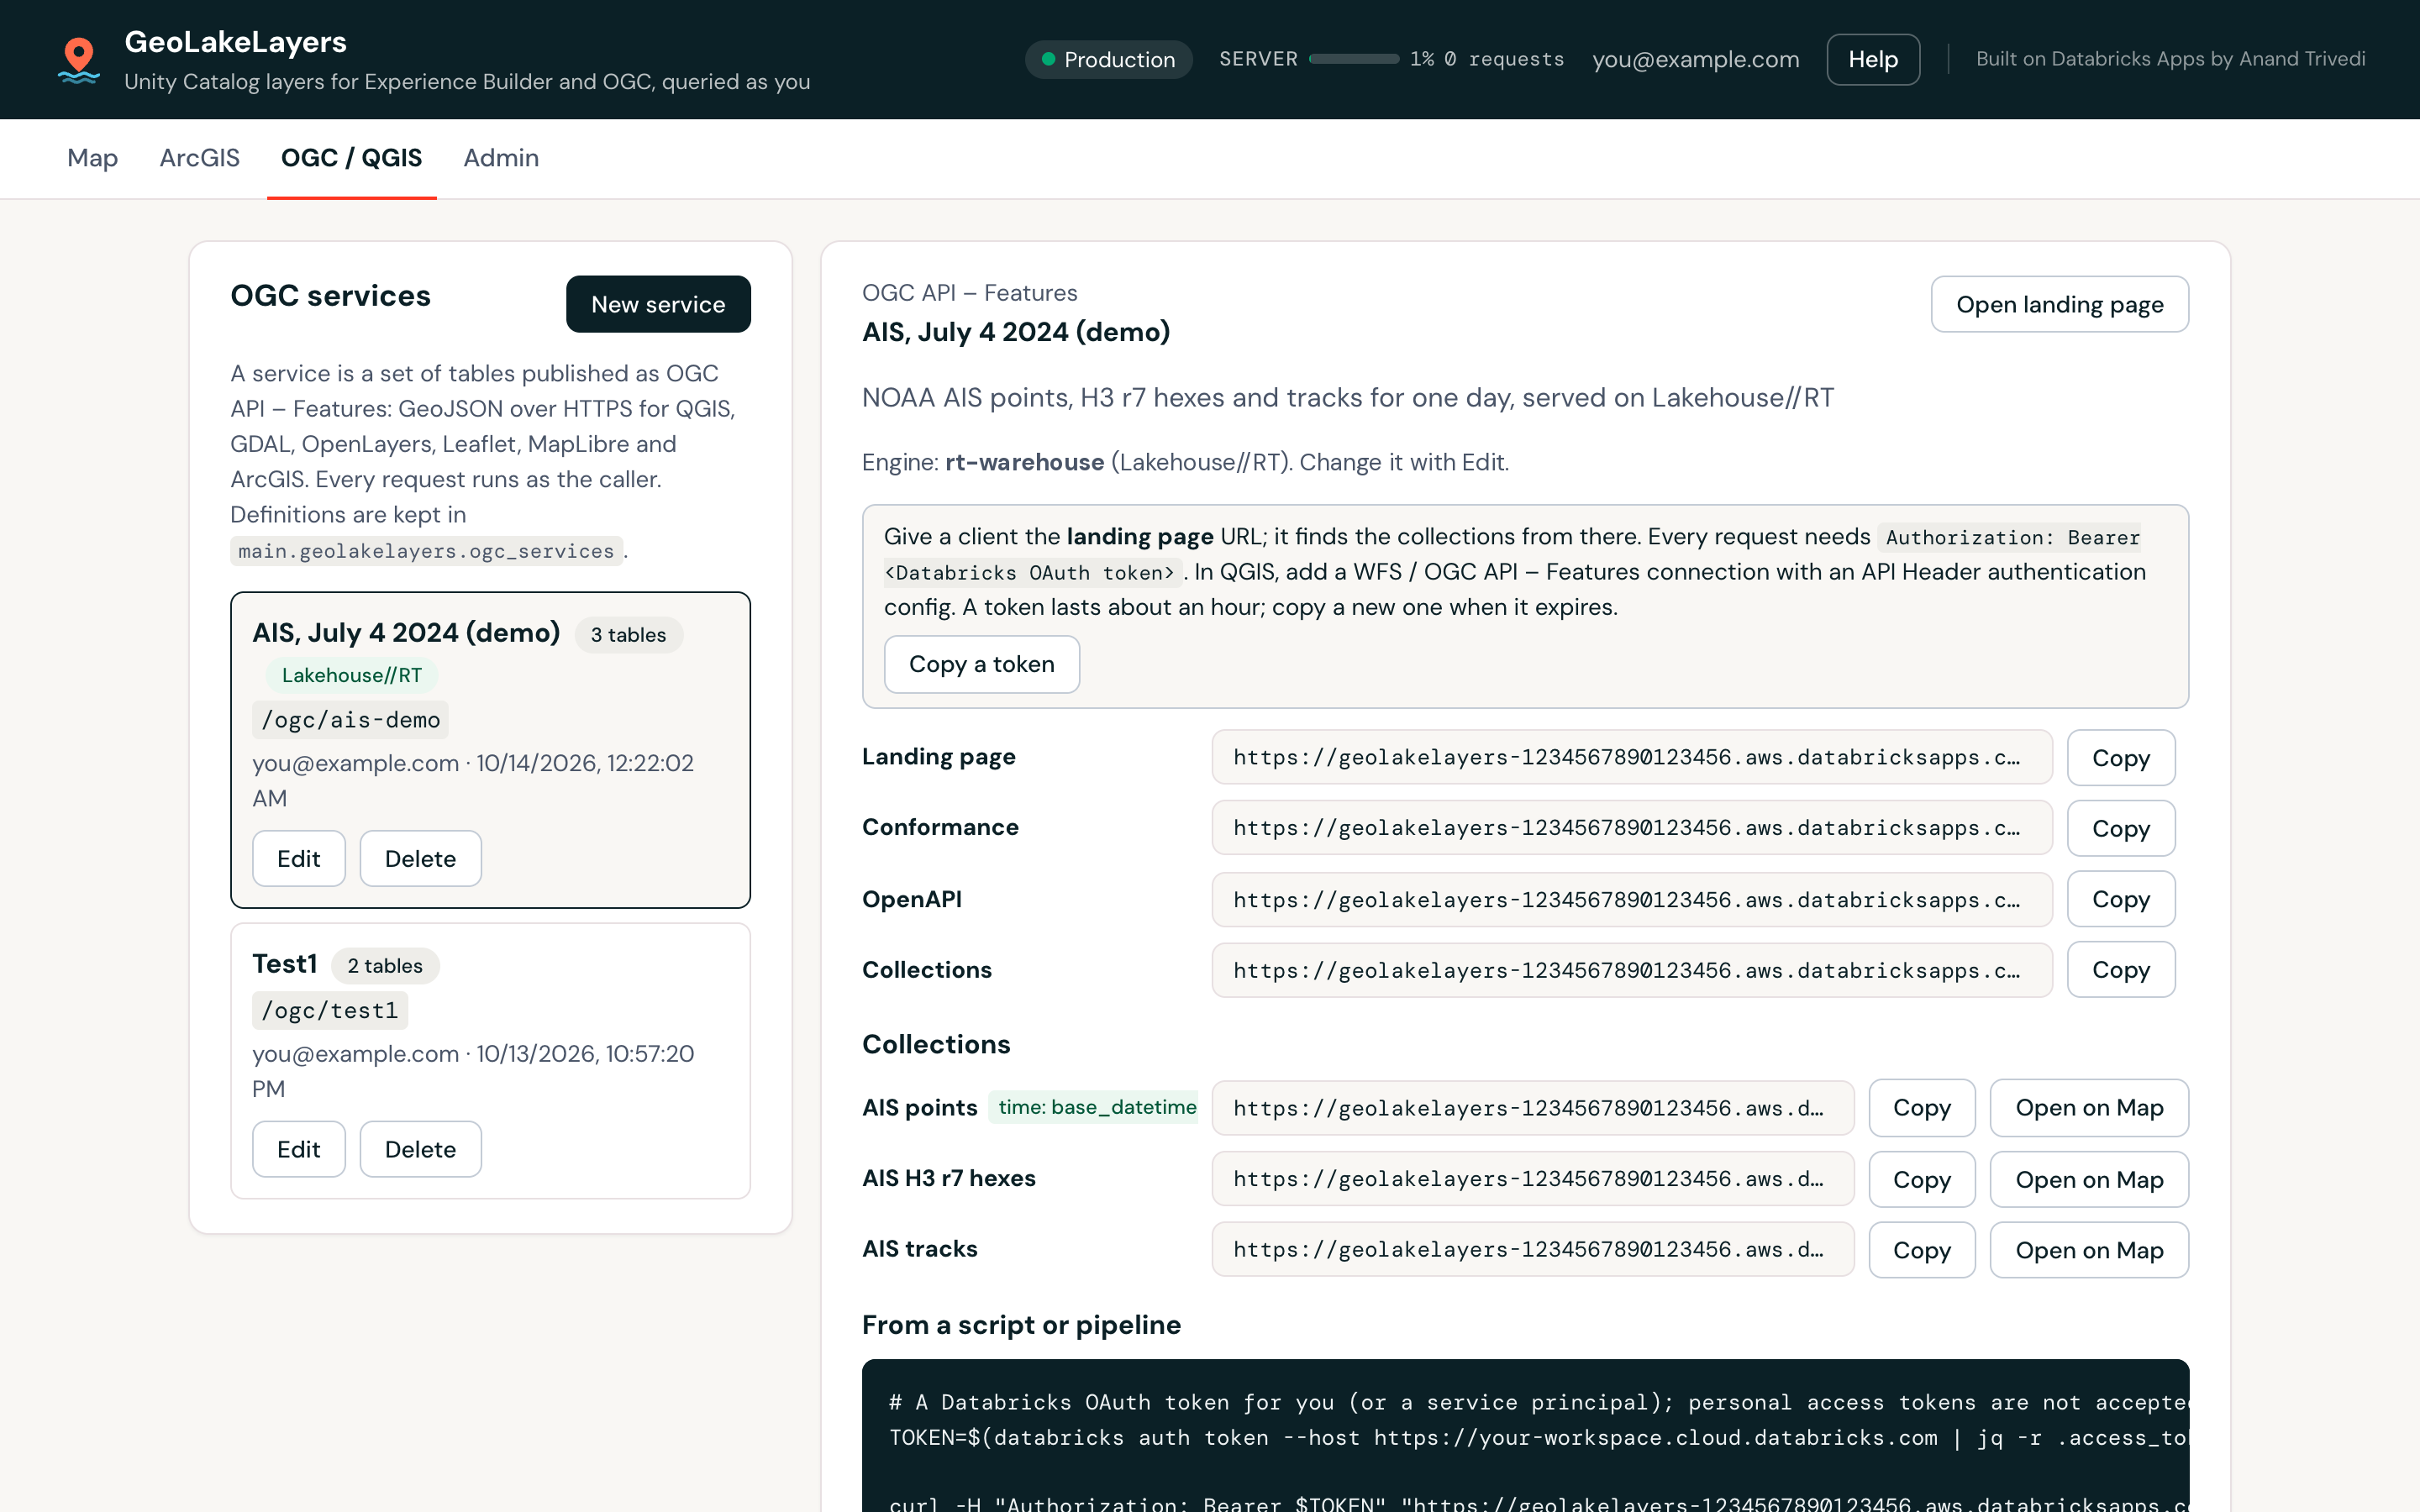 GeoLakeLayers
Unity Catalog layers for Experience Builder and OGC, queried as you
Production
SERVER
1% 0 requests
you@example.com
Help
Built on Databricks Apps by Anand Trivedi
Map
ArcGIS
OGC / QGIS
Admin
OGC services
New service
A service is a set of tables published as OGC
API – Features: GeoJSON over HTTPS for QGIS,
GDAL, OpenLayers, Leaflet, MapLibre and
ArcGIS. Every request runs as the caller.
Definitions are kept in
main.geolakelayers.ogc_services.
AIS, July 4 2024 (demo)
3 tables
Lakehouse//RT
/ogc/ais-demo
you@example.com · 10/14/2026, 12:22:02
AM
Edit
Delete
Test1
2 tables
/ogc/test1
you@example.com · 10/13/2026, 10:57:20
PM
Edit
Delete
OGC API – Features
AIS, July 4 2024 (demo)
Open landing page
NOAA AIS points, H3 r7 hexes and tracks for one day, served on Lakehouse//RT
Engine: rt-warehouse (Lakehouse//RT). Change it with Edit.
Give a client the landing page URL; it finds the collections from there. Every request needs Authorization: Bearer
<Databricks OAuth token>. In QGIS, add a WFS / OGC API – Features connection with an API Header authentication
config. A token lasts about an hour; copy a new one when it expires.
Copy a token
Landing page
https://geolakelayers-1234567890123456.aws.databricksapps.c…
Copy
Conformance
https://geolakelayers-1234567890123456.aws.databricksapps.c…
Copy
OpenAPI
https://geolakelayers-1234567890123456.aws.databricksapps.c…
Copy
Collections
https://geolakelayers-1234567890123456.aws.databricksapps.c…
Copy
Collections
AIS points
time: base_datetime
https://geolakelayers-1234567890123456.aws.d…
Copy
Open on Map
AIS H3 r7 hexes
https://geolakelayers-1234567890123456.aws.d…
Copy
Open on Map
AIS tracks
https://geolakelayers-1234567890123456.aws.d…
Copy
Open on Map
From a script or pipeline
# A Databricks OAuth token for you (or a service principal); personal access tokens are not accepte
TOKEN=$(databricks auth token --host https://your-workspace.cloud.databricks.com | jq -r .access_to
curl -H "Authorization: Bearer $TOKEN" "https://geolakelayers-1234567890123456.aws.databricksapps.c